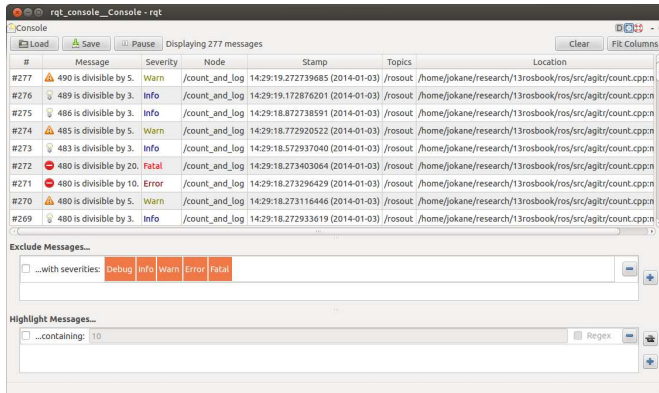 rqt_console__Console - rqt
Console
Load Save Pause Displaying 277 messages Clear Fit Columns
# Message Severity Node Stamp Topics Location
#277 490 is divisible by 5. Warn /count_and_log 14:29:19.272739685 (2014-01-03) /rosout /home/jokane/research/13rosbook/ros/src/agitr/count.cpp:m
#276 489 is divisible by 3. Info /count_and_log 14:29:19.172876201 (2014-01-03) /rosout /home/jokane/research/13rosbook/ros/src/agitr/count.cpp:m
#275 486 is divisible by 3. Info /count_and_log 14:29:18.872738591 (2014-01-03) /rosout /home/jokane/research/13rosbook/ros/src/agitr/count.cpp:m
#274 485 is divisible by 5. Warn /count_and_log 14:29:18.772920522 (2014-01-03) /rosout /home/jokane/research/13rosbook/ros/src/agitr/count.cpp:m
#273 483 is divisible by 3. Info /count_and_log 14:29:18.572937040 (2014-01-03) /rosout /home/jokane/research/13rosbook/ros/src/agitr/count.cpp:m
#272 480 is divisible by 20. Fatal /count_and_log 14:29:18.273403064 (2014-01-03) /rosout /home/jokane/research/13rosbook/ros/src/agitr/count.cpp:m
#271 480 is divisible by 10. Error /count_and_log 14:29:18.273296429 (2014-01-03) /rosout /home/jokane/research/13rosbook/ros/src/agitr/count.cpp:m
#270 480 is divisible by 5. Warn /count_and_log 14:29:18.273116446 (2014-01-03) /rosout /home/jokane/research/13rosbook/ros/src/agitr/count.cpp:m
#269 480 is divisible by 3. Info /count_and_log 14:29:18.272933619 (2014-01-03) /rosout /home/jokane/research/13rosbook/ros/src/agitr/count.cpp:m
Exclude Messages...
...with severities: Debug Info Warn Error Fatal
Highlight Messages...
...containing: 10 Regex